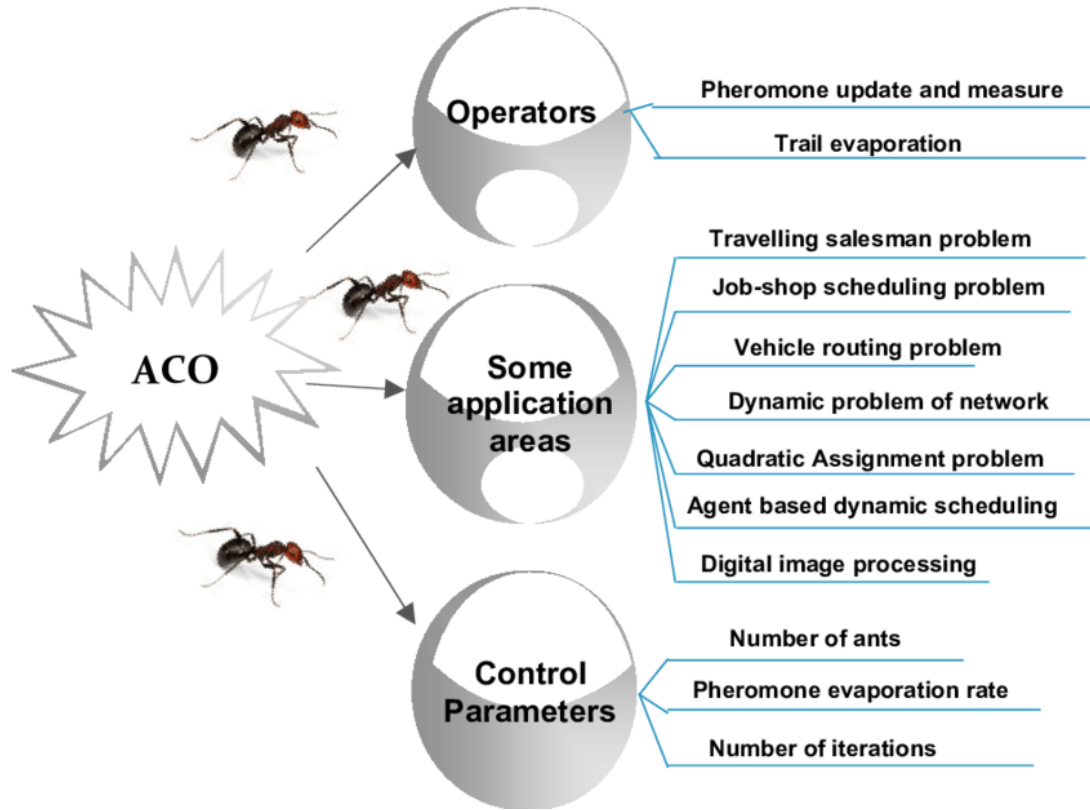 ACO
Operators
Pheromone update and measure
Trail evaporation
Some
application
areas
Travelling salesman problem
Job-shop scheduling problem
Vehicle routing problem
Dynamic problem of network
Quadratic Assignment problem
Agent based dynamic scheduling
Digital image processing
Control
Parameters
Number of ants
Pheromone evaporation rate
Number of iterations